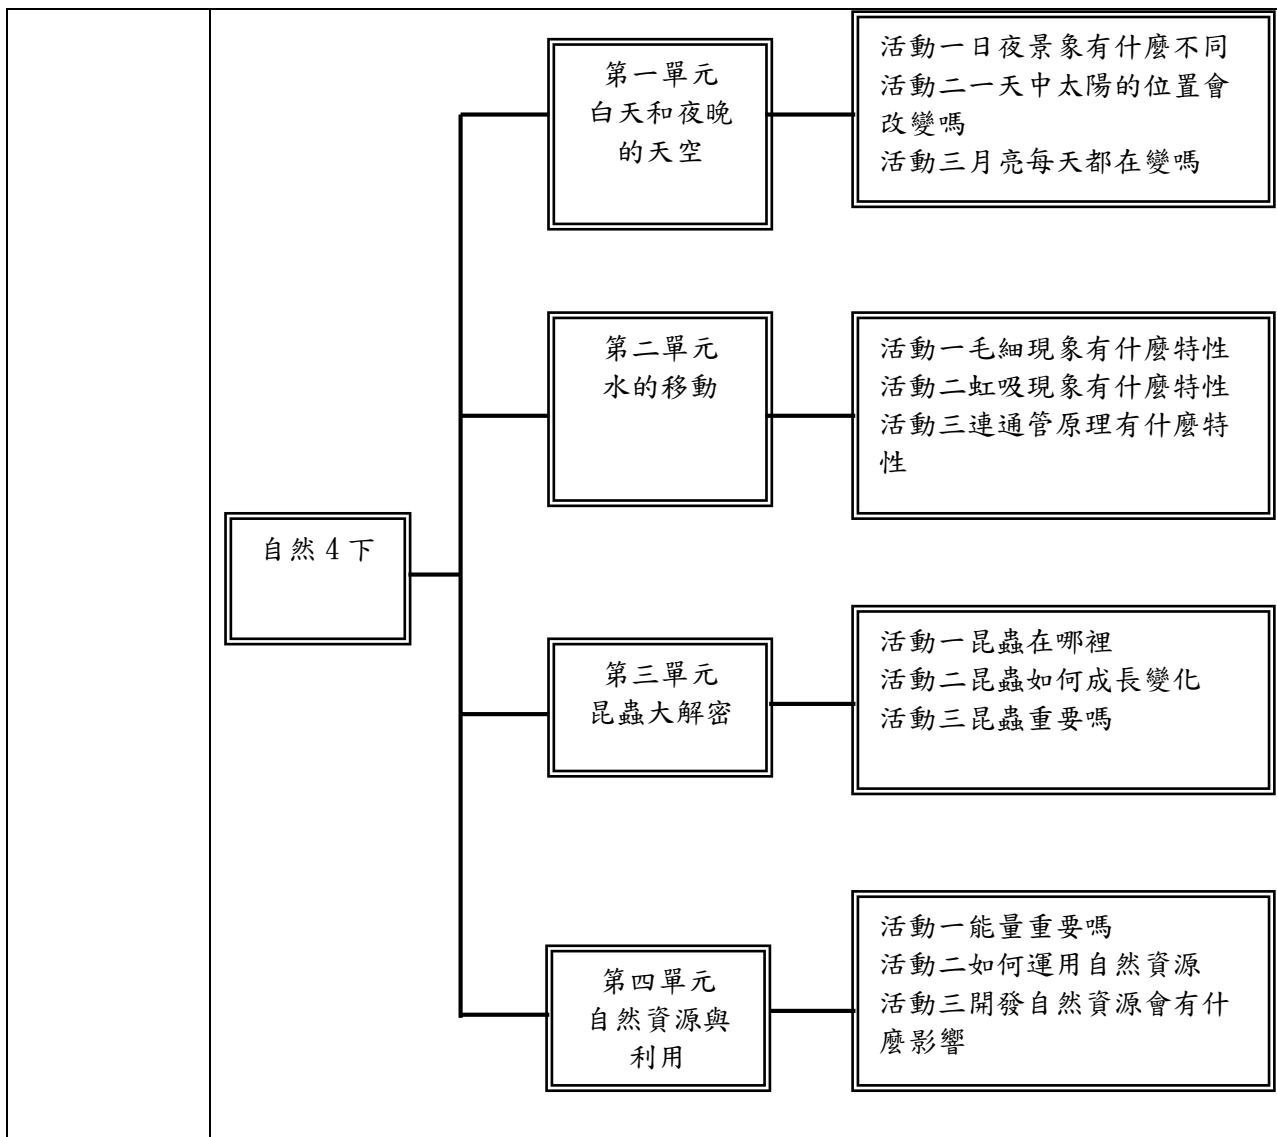 自然 4 下
第一單元
白天和夜晚
的天空
活動一日夜景象有什麼不同
活動二一天中太陽的位置會
改變嗎
活動三月亮每天都在變嗎
第二單元
水的移動
活動一毛細現象有什麼特性
活動二虹吸現象有什麼特性
活動三連通管原理有什麼特
性
第三單元
昆蟲大解密
活動一昆蟲在哪裡
活動二昆蟲如何成長變化
活動三昆蟲重要嗎
第四單元
自然資源與
利用
活動一能量重要嗎
活動二如何運用自然資源
活動三開發自然資源會有什
麼影響